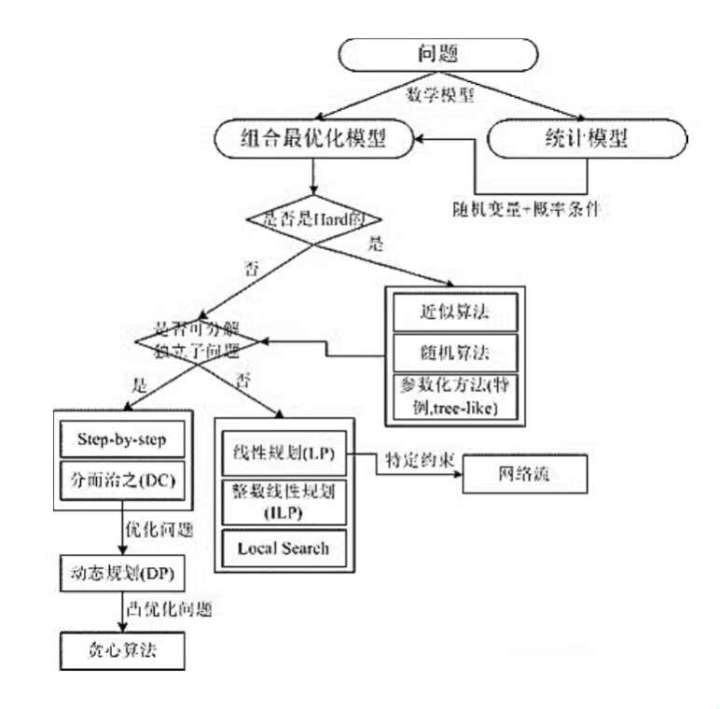 问题
数学模型
组合最优化模型
统计模型
随机变量+概率条件
是否是Hard的
是
否
近似算法
随机算法
参数化方法(特
例,tree-like)
是否可分解
独立子问题
是
否
Step-by-step
分而治之(DC)
线性规划(LP)
特定约束
网络流
整数线性规划
(ILP)
Local Search
优化问题
动态规划(DP)
凸优化问题
贪心算法